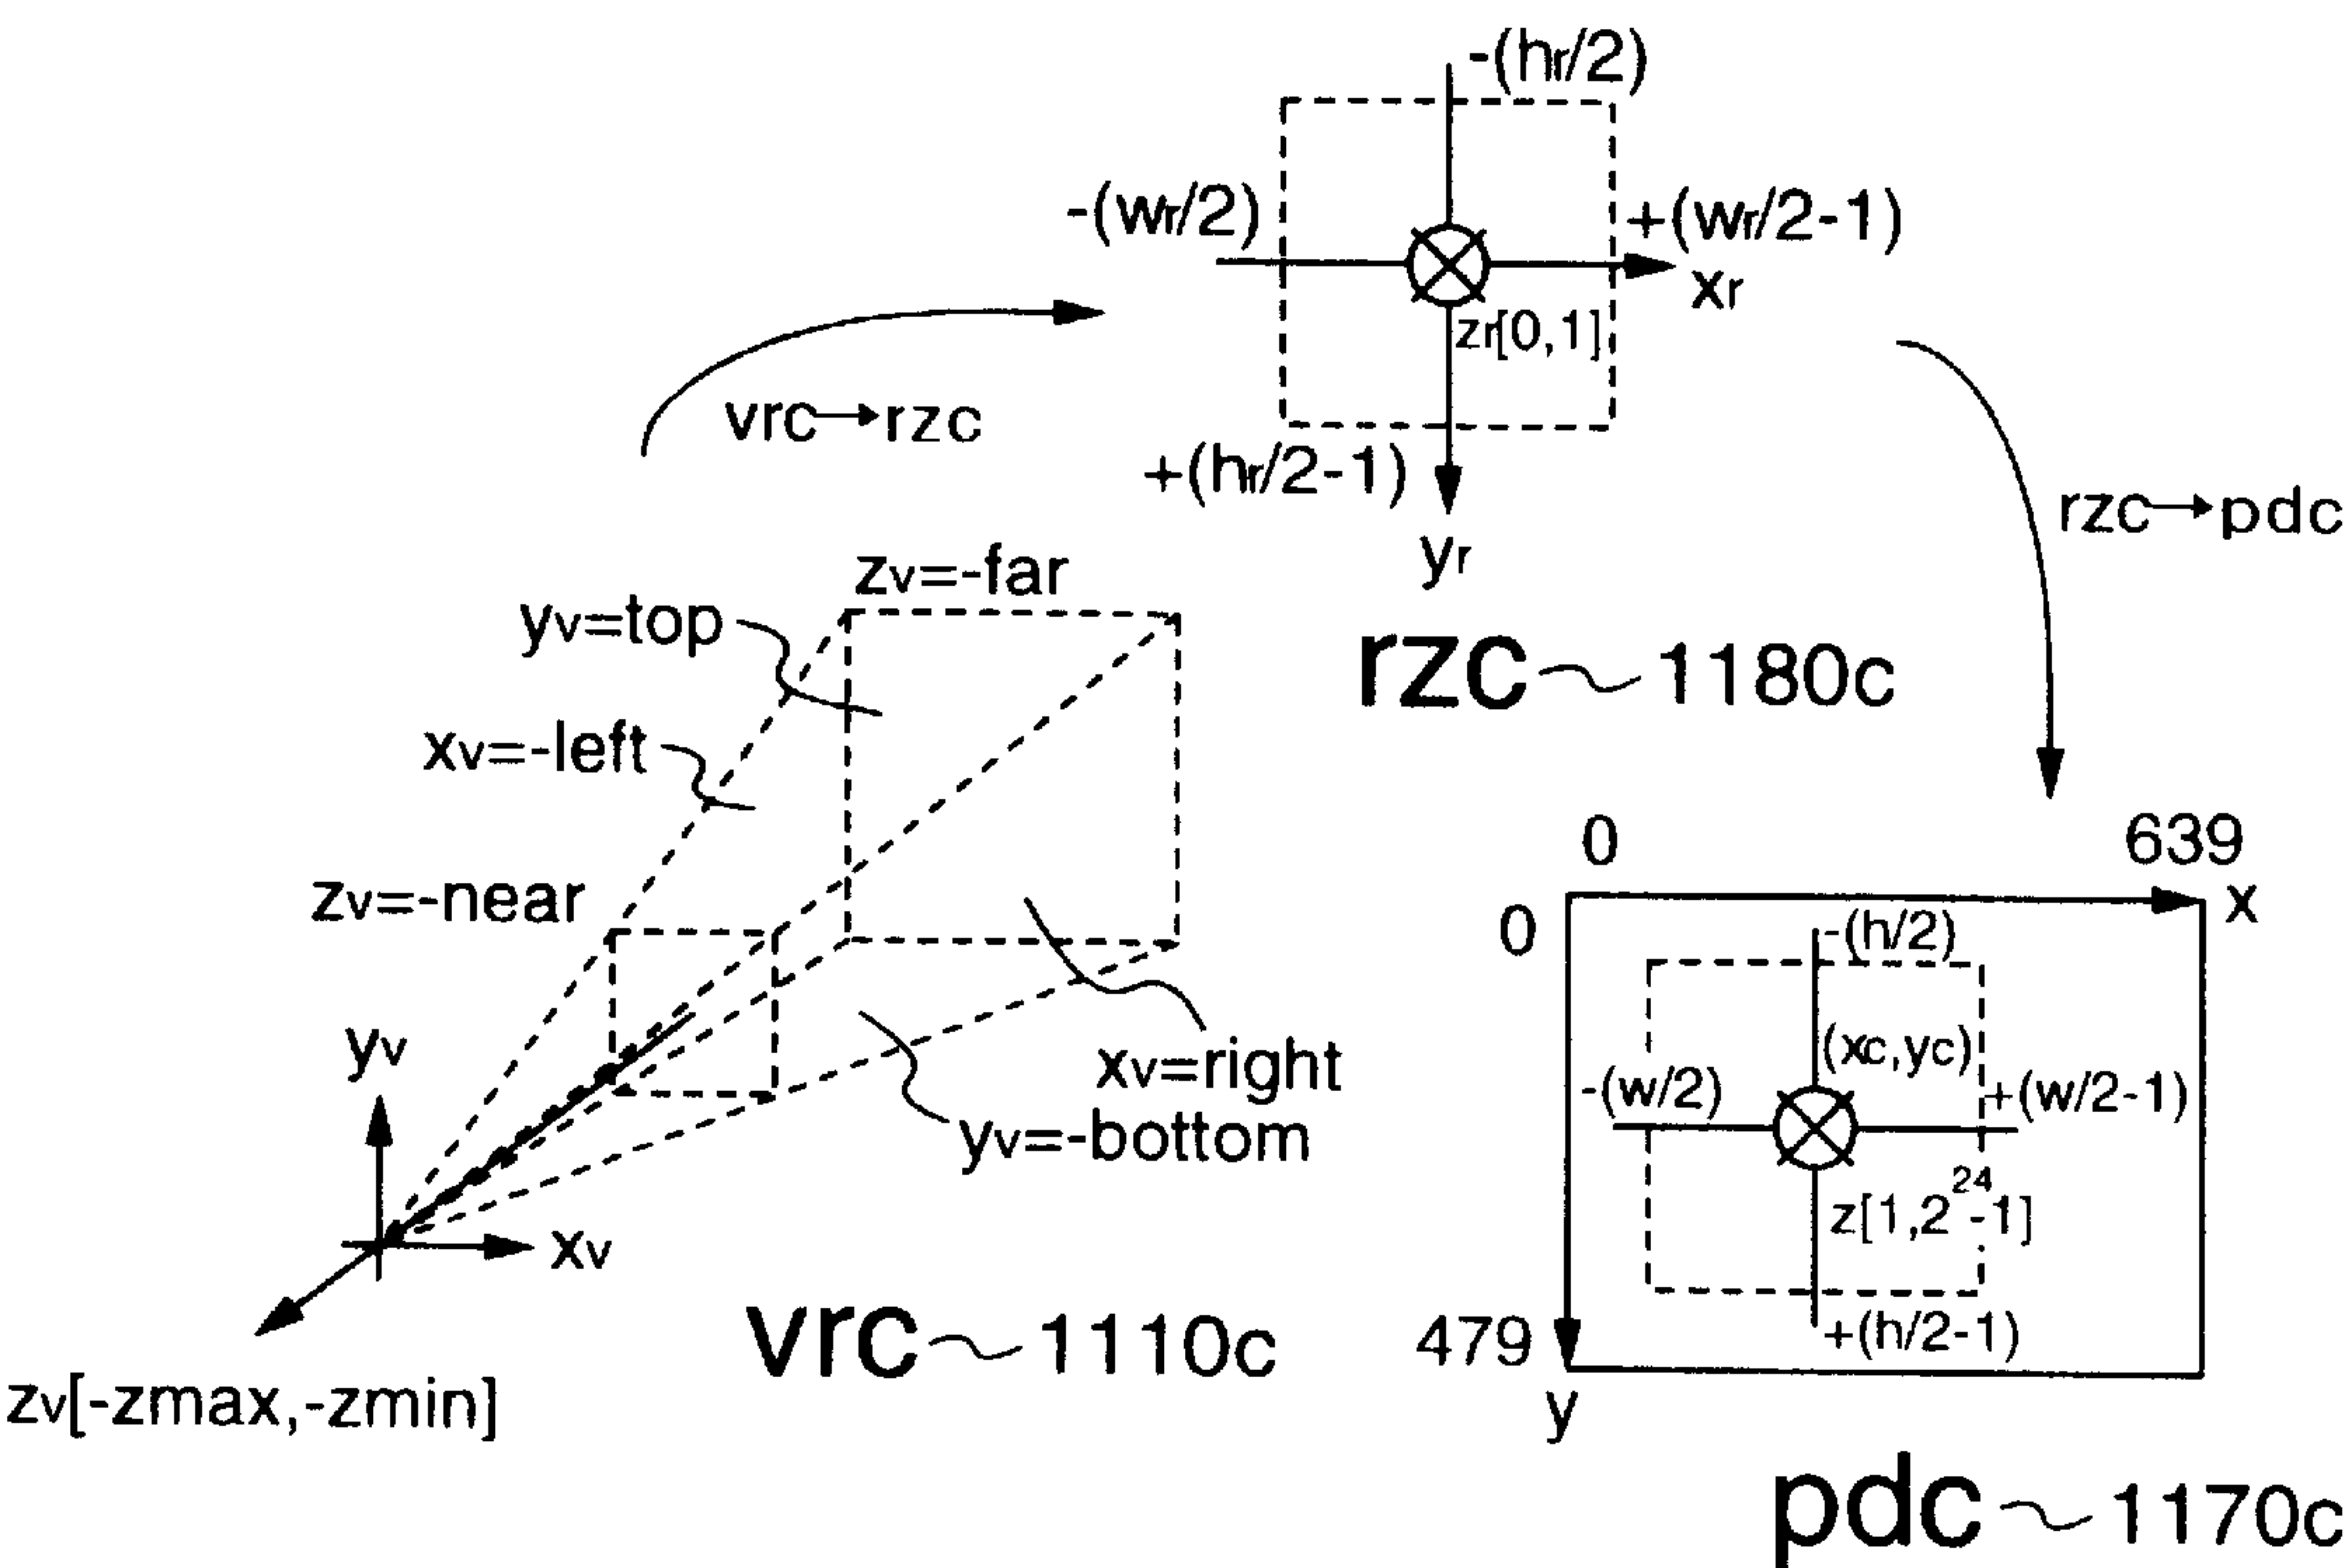 -(hr/2)
-(wr/2)
+(wr/2-1)
xr
zr[0,1]
vrc→rzc
+(hr/2-1)
yr
rzc→pdc
rzc
1180c
zv=-far
yv=top
xv=-left
zv=-near
yv
xv
xv=right
yv=-bottom
zv[-zmax,-zmin]
vrc
1110c
0
639
x
0
-(h/2)
(xc,yc)
-(w/2)
+(w/2-1)
z[1,2²⁴-1]
+(h/2-1)
479
y
pdc
1170c